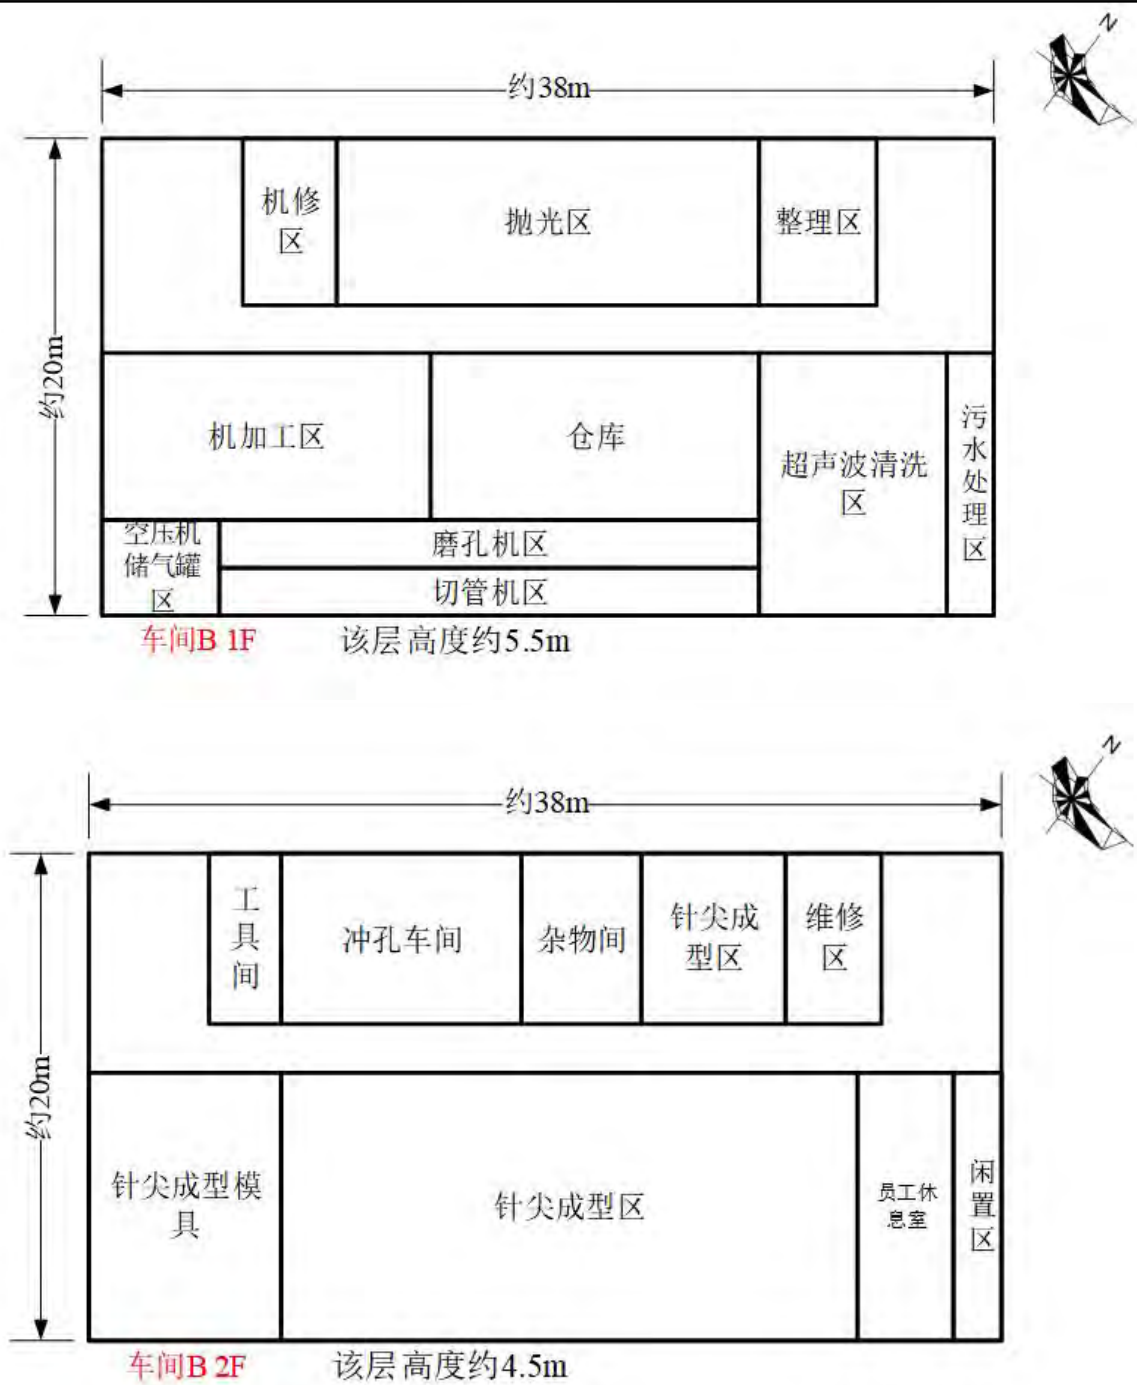 N
约38m
机修
区
抛光区
整理区
约20m
机加工区
仓库
超声波清洗
区
污
水
处
理
区
空压机
储气罐
区
磨孔机区
切管机区
车间B 1F
该层高度约5.5m
N
约38m
工
具
间
冲孔车间
杂物间
针尖成
型区
维修
区
约20m
针尖成型模
具
针尖成型区
员工休
息室
闲
置
区
车间B 2F
该层高度约4.5m